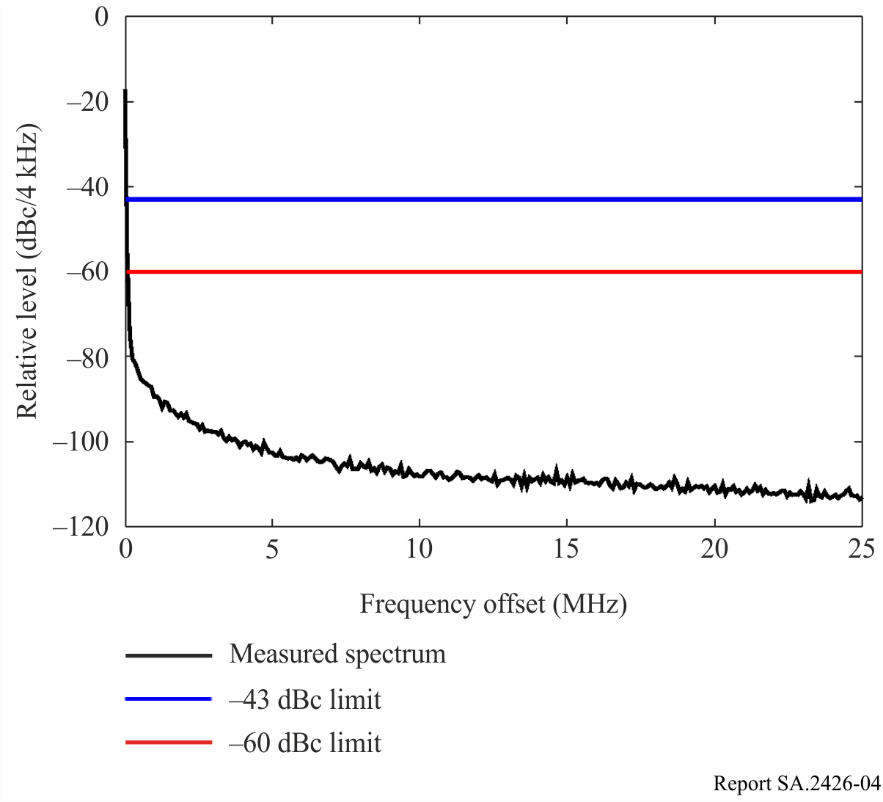 0
–20
–40
–60
–80
–100
–120
Relative level (dBc/4 kHz)
0 5 10 15 20 25
Frequency offset (MHz)
Measured spectrum
–43 dBc limit
–60 dBc limit
Report SA.2426-04